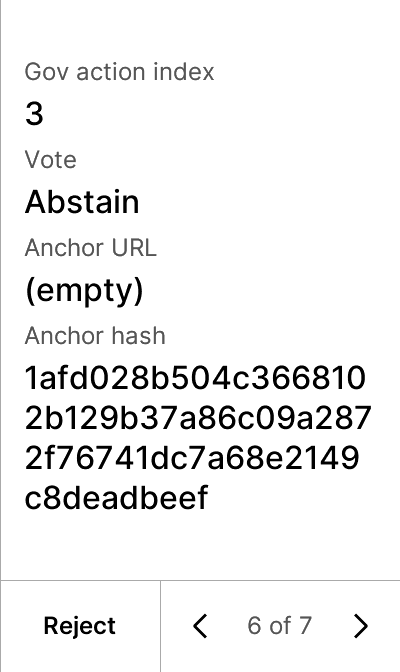 Gov action index
3
Vote
Abstain
Anchor URL
(empty)
Anchor hash
1afd028b504c366810
2b129b37a86c09a287
2f76741dc7a68e2149
c8deadbeef
Reject
6 of 7